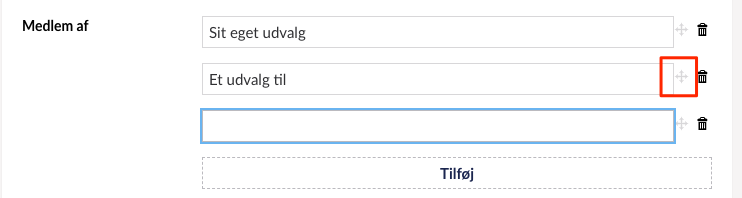 Medlem af
Sit eget udvalg
Et udvalg til
Tilføj